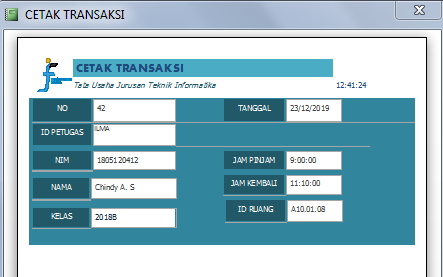 CETAK TRANSAKSI
CETAK TRANSAKSI
Tata Usaha Jurusan Teknik Informatika 12:41:24
NO 42 TANGGAL 23/12/2019
ID PETUGAS ILMA
NIM 1805120412 JAM PINJAM 9:00:00
NAMA Chindy A. S JAM KEMBALI 11:10:00
KELAS 2018B ID RUANG A10.01.08